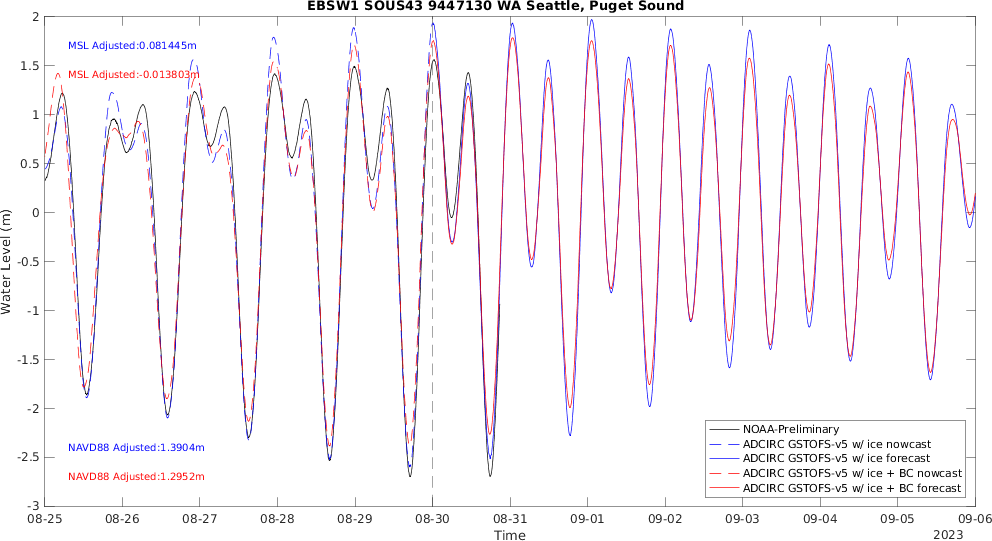 EBSW1 SOUS43 9447130 WA Seattle, Puget Sound
2
1.5
1
0.5
0
-0.5
-1
-1.5
-2
-2.5
-3
Water Level (m)
MSL Adjusted:0.081445m
MSL Adjusted:-0.013803m
NAVD88 Adjusted:1.3904m
NAVD88 Adjusted:1.2952m
NOAA-Preliminary
ADCIRC GSTOFS-v5 w/ ice nowcast
ADCIRC GSTOFS-v5 w/ ice forecast
ADCIRC GSTOFS-v5 w/ ice + BC nowcast
ADCIRC GSTOFS-v5 w/ ice + BC forecast
08-25 08-26 08-27 08-28 08-29 08-30 08-31 09-01 09-02 09-03 09-04 09-05 09-06
Time
2023